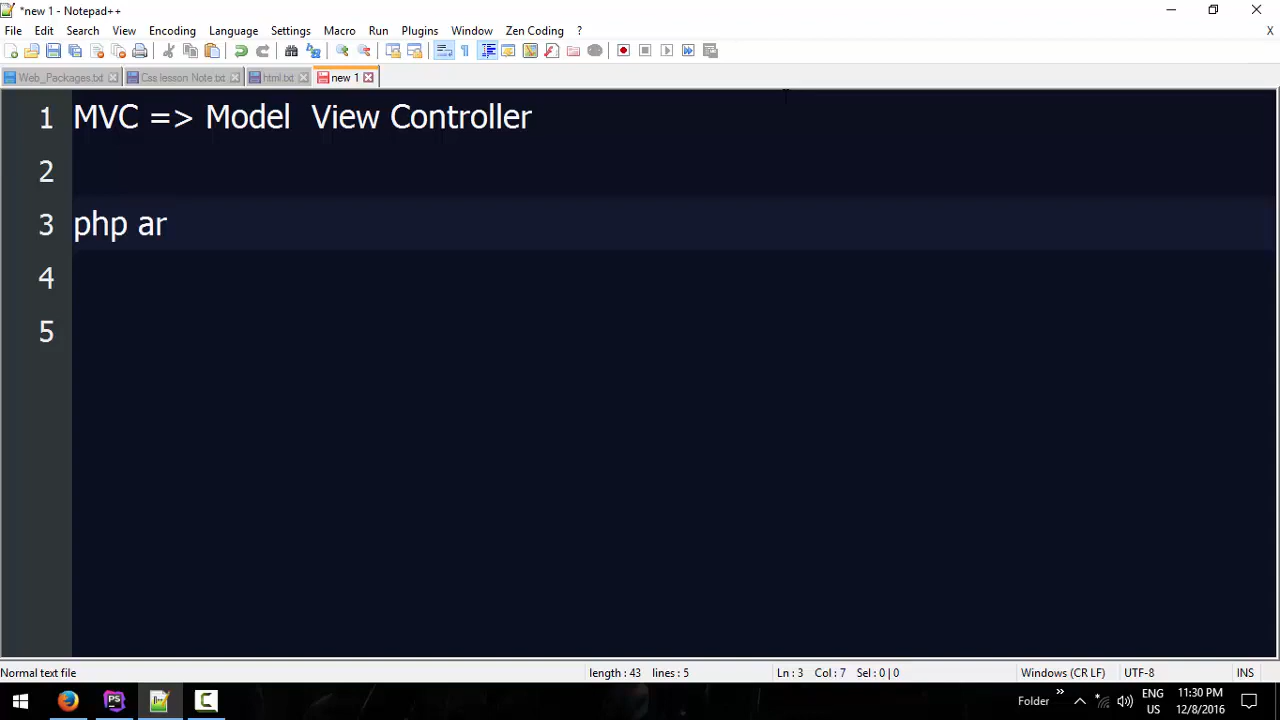 *new 1 - Notepad++
File Edit Search View Encoding Language Settings Macro Run Plugins Window Zen Coding ? X
Web_Packages.txt Css lesson Note.txt html.txt new 1
1 MVC => Model  View Controller
2
3 php ar
4
5
Normal text file length : 43 lines : 5 Ln : 3 Col : 7 Sel : 0 | 0 Windows (CR LF) UTF-8 INS
Folder ENG 11:30 PM
US 12/8/2016